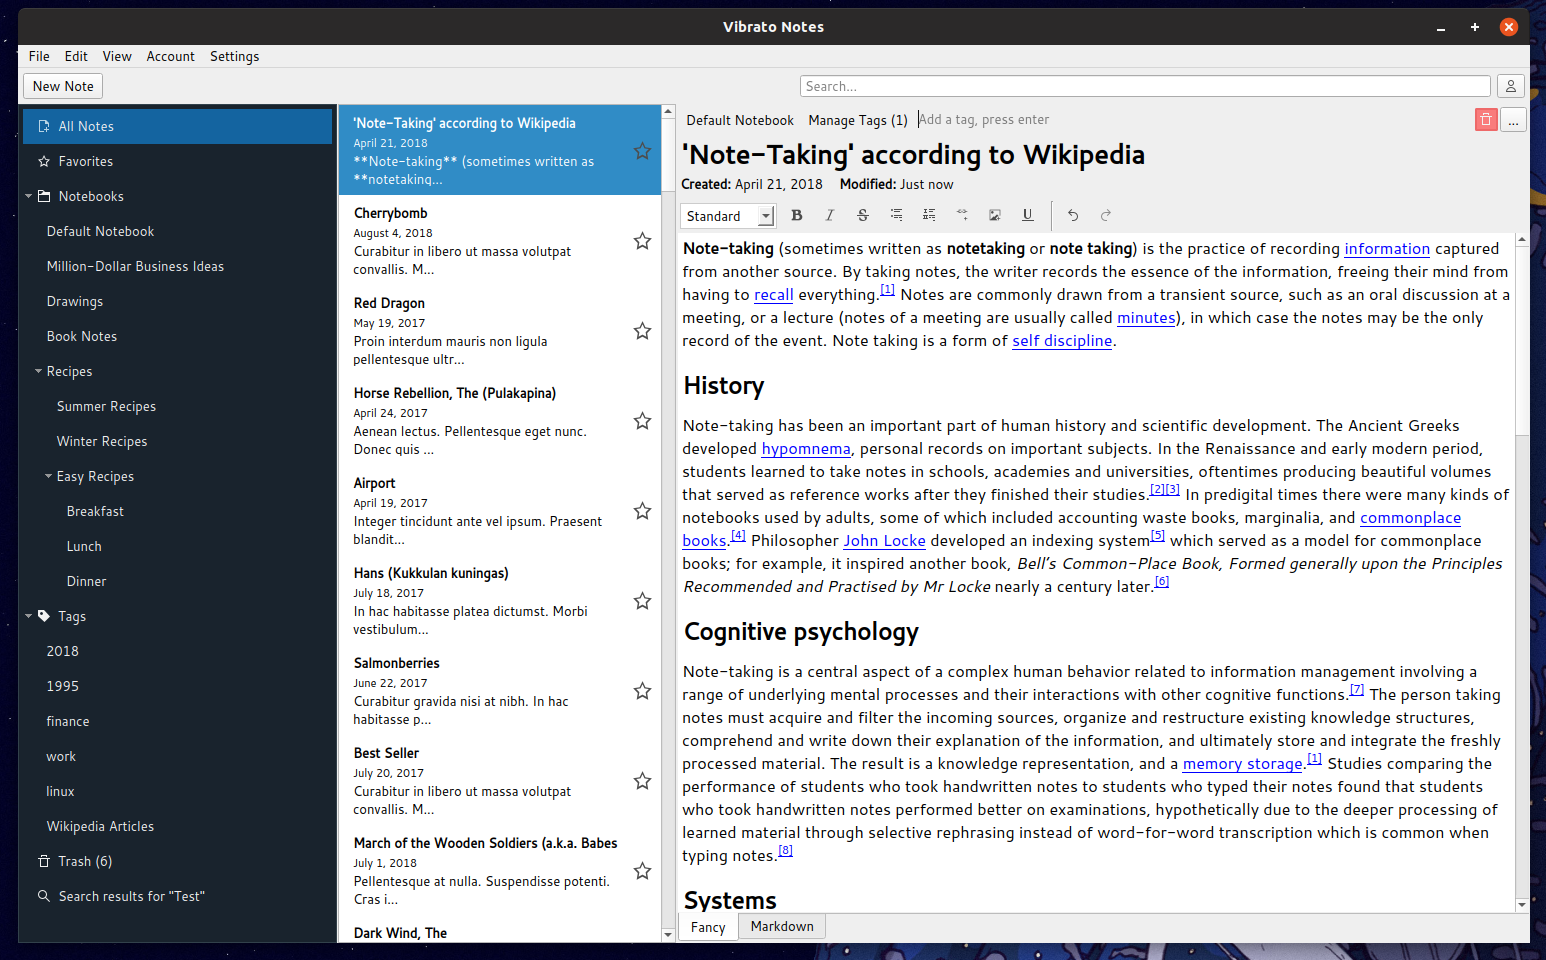 Vibrato Notes
File Edit View Account Settings
New Note
Search...
All Notes
Favorites
Notebooks
Default Notebook
Million-Dollar Business Ideas
Drawings
Book Notes
Recipes
Summer Recipes
Winter Recipes
Easy Recipes
Breakfast
Lunch
Dinner
Tags
2018
1995
finance
work
linux
Wikipedia Articles
Trash (6)
Search results for "Test"
'Note-Taking' according to Wikipedia
April 21, 2018
**Note-taking** (sometimes written as
**notetaking...
Cherrybomb
August 4, 2018
Curabitur in libero ut massa volutpat
convallis. M...
Red Dragon
May 19, 2017
Proin interdum mauris non ligula
pellentesque ultr...
Horse Rebellion, The (Pulakapina)
April 24, 2017
Aenean lectus. Pellentesque eget nunc.
Donec quis ...
Airport
April 19, 2017
Integer tincidunt ante vel ipsum. Praesent
blandit...
Hans (Kukkulan kuningas)
July 18, 2017
In hac habitasse platea dictumst. Morbi
vestibulum...
Salmonberries
June 22, 2017
Curabitur gravida nisi at nibh. In hac
habitasse p...
Best Seller
July 20, 2017
Curabitur in libero ut massa volutpat
convallis. M...
March of the Wooden Soldiers (a.k.a. Babes
July 1, 2018
Pellentesque at nulla. Suspendisse potenti.
Cras i...
Dark Wind, The
Default Notebook Manage Tags (1) Add a tag, press enter ...
'Note-Taking' according to Wikipedia
Created: April 21, 2018 Modified: Just now
Standard B I S U
Note-taking (sometimes written as notetaking or note taking) is the practice of recording information captured
from another source. By taking notes, the writer records the essence of the information, freeing their mind from
having to recall everything.[1] Notes are commonly drawn from a transient source, such as an oral discussion at a
meeting, or a lecture (notes of a meeting are usually called minutes), in which case the notes may be the only
record of the event. Note taking is a form of self discipline.
History
Note-taking has been an important part of human history and scientific development. The Ancient Greeks
developed hypomnema, personal records on important subjects. In the Renaissance and early modern period,
students learned to take notes in schools, academies and universities, oftentimes producing beautiful volumes
that served as reference works after they finished their studies.[2][3] In predigital times there were many kinds of
notebooks used by adults, some of which included accounting waste books, marginalia, and commonplace
books.[4] Philosopher John Locke developed an indexing system[5] which served as a model for commonplace
books; for example, it inspired another book, Bell's Common-Place Book, Formed generally upon the Principles
Recommended and Practised by Mr Locke nearly a century later.[6]
Cognitive psychology
Note-taking is a central aspect of a complex human behavior related to information management involving a
range of underlying mental processes and their interactions with other cognitive functions.[7] The person taking
notes must acquire and filter the incoming sources, organize and restructure existing knowledge structures,
comprehend and write down their explanation of the information, and ultimately store and integrate the freshly
processed material. The result is a knowledge representation, and a memory storage.[1] Studies comparing the
performance of students who took handwritten notes to students who typed their notes found that students
who took handwritten notes performed better on examinations, hypothetically due to the deeper processing of
learned material through selective rephrasing instead of word-for-word transcription which is common when
typing notes.[8]
Systems
Fancy Markdown